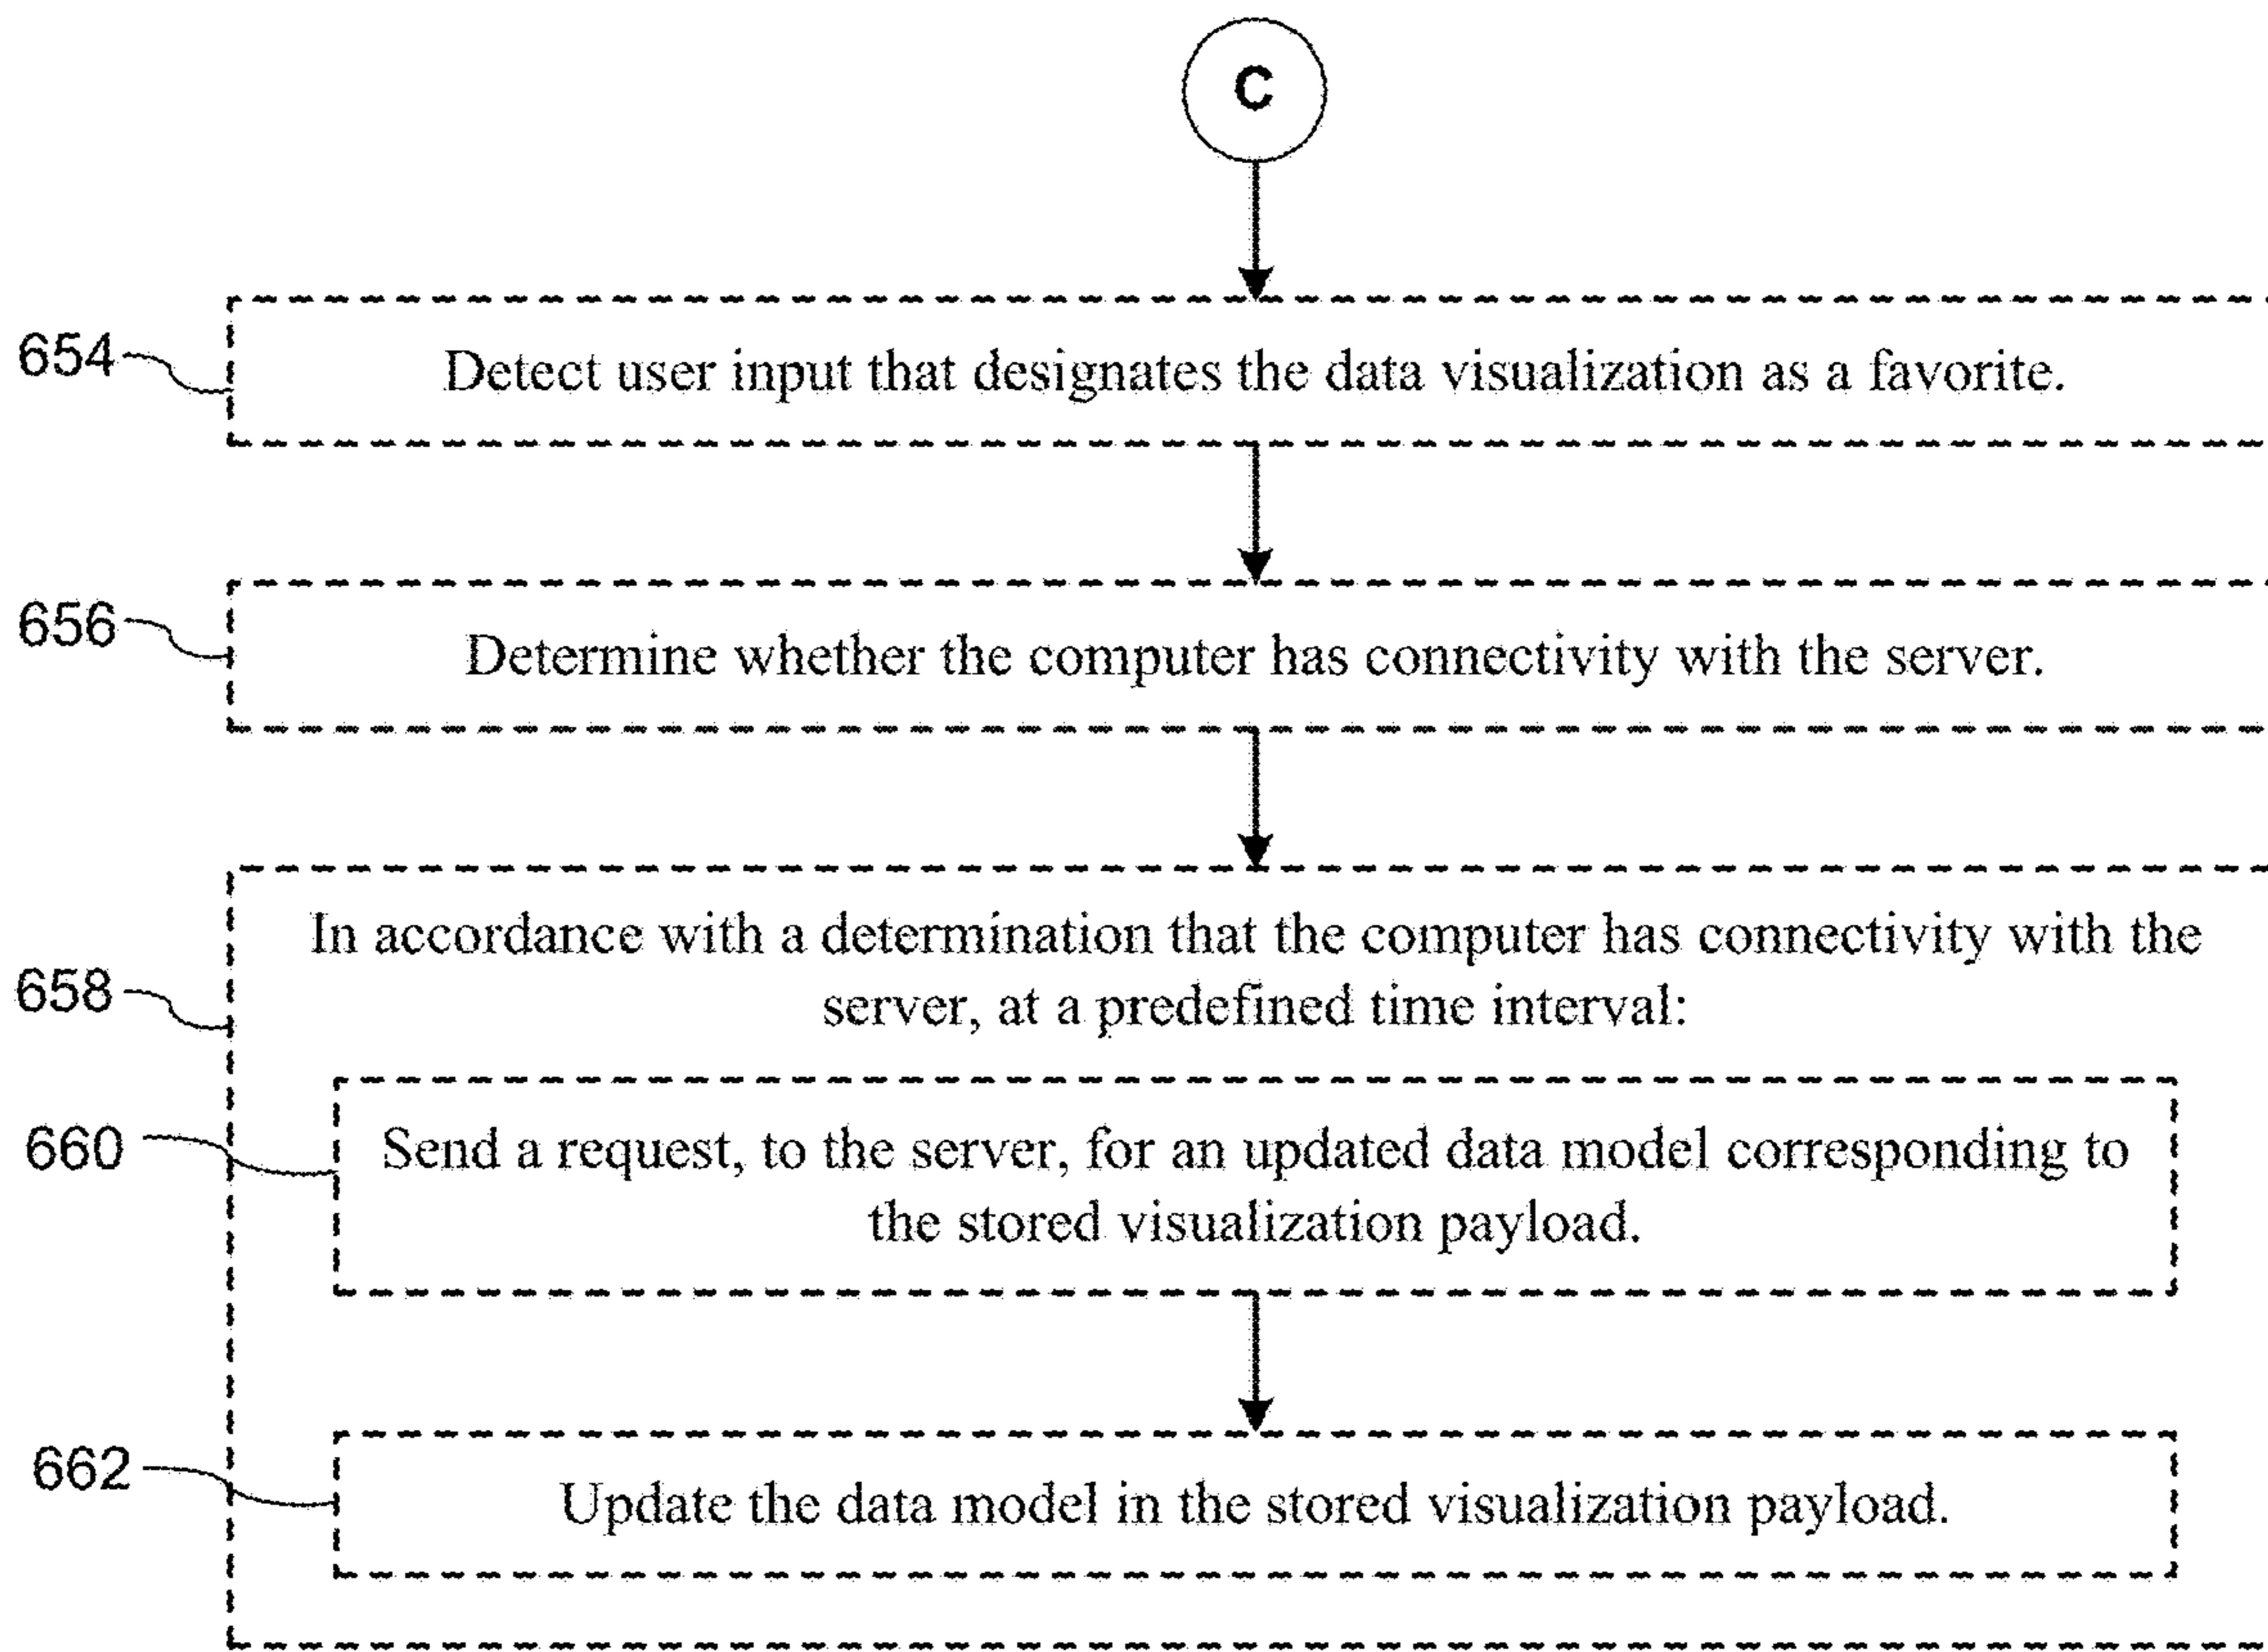 C
654
Detect user input that designates the data visualization as a favorite.
656
Determine whether the computer has connectivity with the server.
658
In accordance with a determination that the computer has connectivity with the
server, at a predefined time interval:
660
Send a request, to the server, for an updated data model corresponding to
the stored visualization payload.
662
Update the data model in the stored visualization payload.